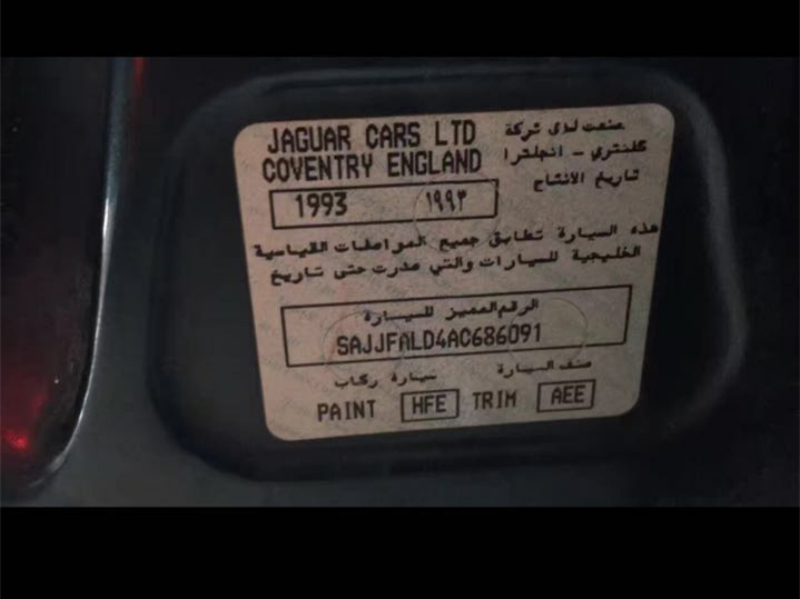 JAGUAR CARS LTD
COVENTRY ENGLAND
صنعت لدى شركة
كفنتري - انجلترا
تاريخ الانتاج
1993 ١٩٩٣
هذه السيارة تطابق جميع المواصفات القياسية
الخليجية للسيارات والتي صدرت حتى تاريخ
الرقم المميز للسيارة
SAJJFALD4AC686091
صنف السيارة سيارة ركاب
PAINT HFE TRIM AEE